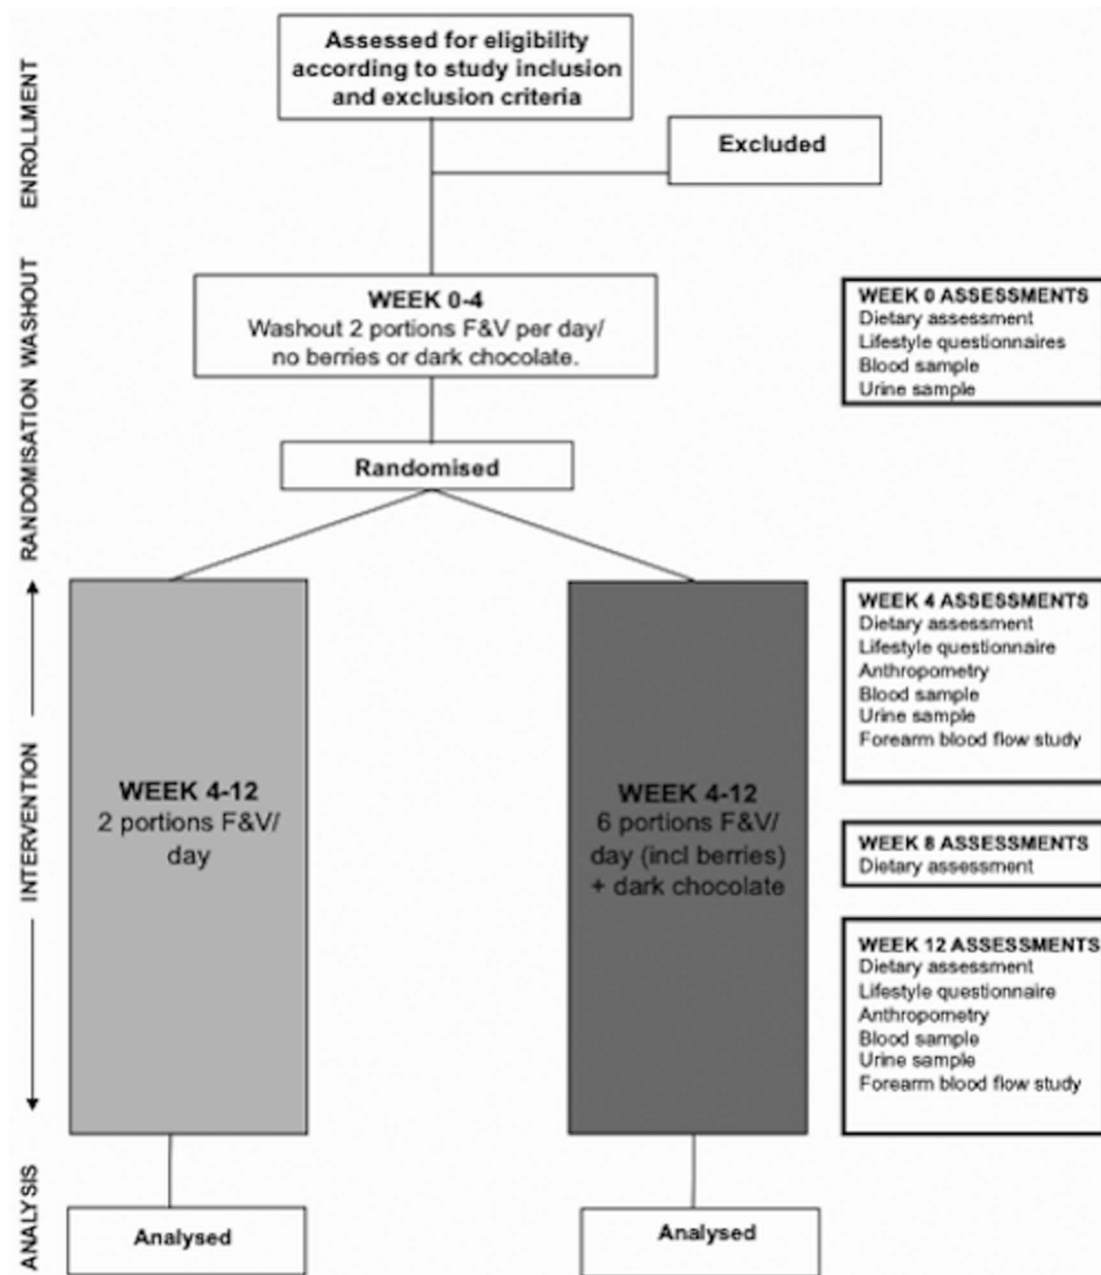 ENROLLMENT
Assessed for eligibility
according to study inclusion
and exclusion criteria
Excluded
RANDOMISATION WASHOUT
WEEK 0-4
Washout 2 portions F&V per day/
no berries or dark chocolate.
WEEK 0 ASSESSMENTS
Dietary assessment
Lifestyle questionnaires
Blood sample
Urine sample
Randomised
INTERVENTION
WEEK 4-12
2 portions F&V/
day
WEEK 4-12
6 portions F&V/
day (incl berries)
+ dark chocolate
WEEK 4 ASSESSMENTS
Dietary assessment
Lifestyle questionnaire
Anthropometry
Blood sample
Urine sample
Forearm blood flow study
WEEK 8 ASSESSMENTS
Dietary assessment
WEEK 12 ASSESSMENTS
Dietary assessment
Lifestyle questionnaire
Anthropometry
Blood sample
Urine sample
Forearm blood flow study
ANALYSIS
Analysed
Analysed